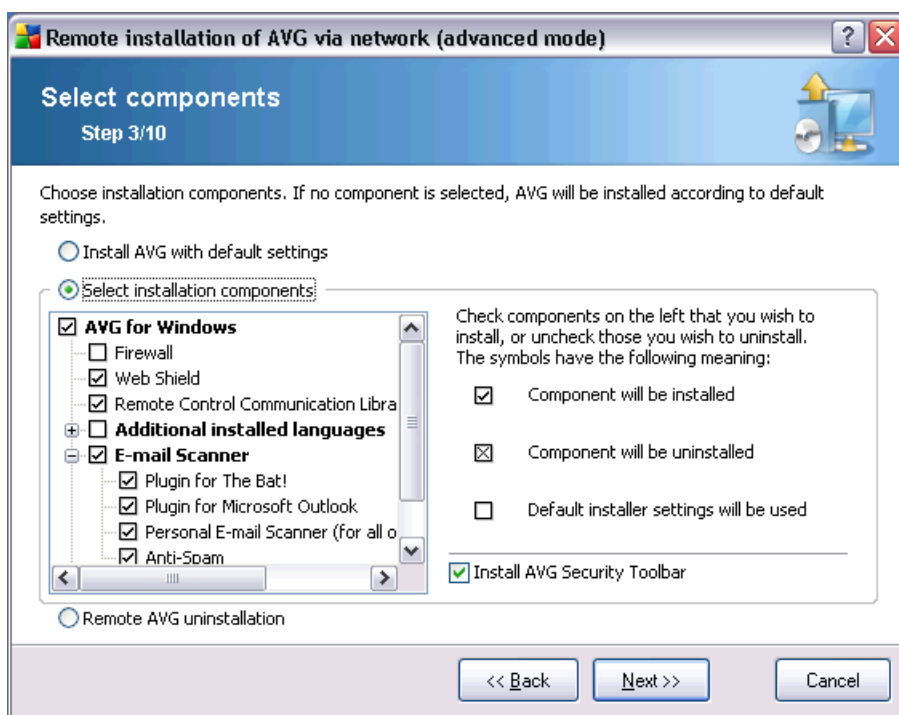 Remote installation of AVG via network (advanced mode)
Select components
Step 3/10
Choose installation components. If no component is selected, AVG will be installed according to default
settings.
Install AVG with default settings
Select installation components
AVG for Windows
Firewall
Web Shield
Remote Control Communication Libra
Additional installed languages
E-mail Scanner
Plugin for The Bat!
Plugin for Microsoft Outlook
Personal E-mail Scanner (for all o
Anti-Spam
Check components on the left that you wish to
install, or uncheck those you wish to uninstall.
The symbols have the following meaning:
Component will be installed
Component will be uninstalled
Default installer settings will be used
Install AVG Security Toolbar
Remote AVG uninstallation
<< Back
Next >>
Cancel